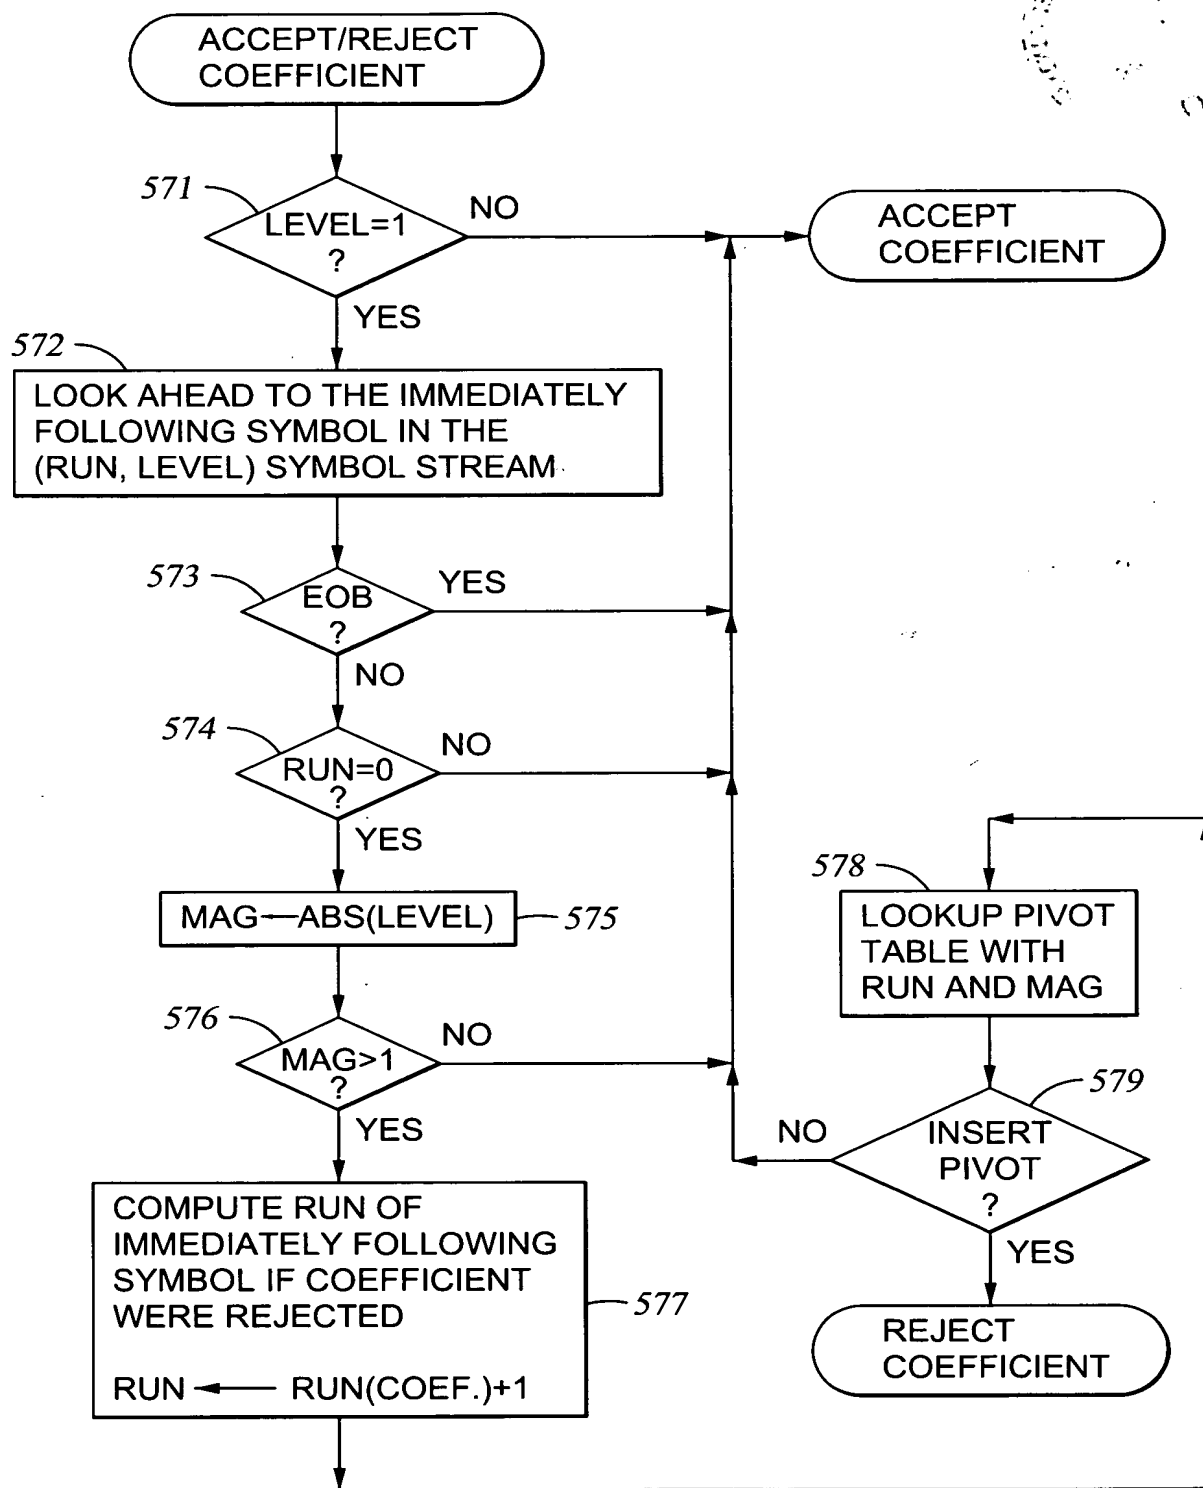 ACCEPT/REJECT
COEFFICIENT
571
LEVEL=1
?
NO
YES
ACCEPT
COEFFICIENT
572
LOOK AHEAD TO THE IMMEDIATELY
FOLLOWING SYMBOL IN THE
(RUN, LEVEL) SYMBOL STREAM
573
EOB
?
YES
NO
574
RUN=0
?
NO
YES
MAG←ABS(LEVEL)
575
576
MAG>1
?
NO
YES
COMPUTE RUN OF
IMMEDIATELY FOLLOWING
SYMBOL IF COEFFICIENT
WERE REJECTED
RUN ← RUN(COEF.)+1
577
578
LOOKUP PIVOT
TABLE WITH
RUN AND MAG
579
INSERT
PIVOT
?
NO
YES
REJECT
COEFFICIENT